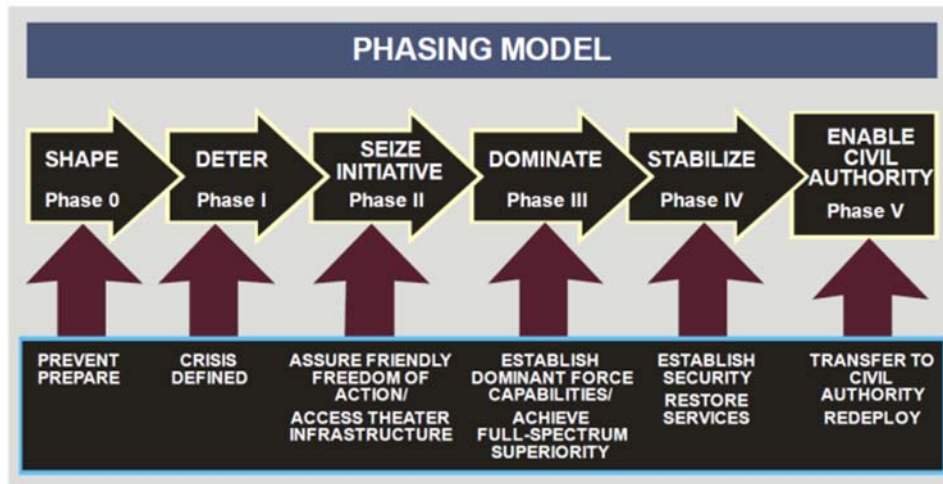 PHASING MODEL
SHAPE
Phase 0
DETER
Phase I
SEIZE
INITIATIVE
Phase II
DOMINATE
Phase III
STABILIZE
Phase IV
ENABLE
CIVIL
AUTHORITY
Phase V
PREVENT
PREPARE
CRISIS
DEFINED
ASSURE FRIENDLY
FREEDOM OF
ACTION/
ACCESS THEATER
INFRASTRUCTURE
ESTABLISH
DOMINANT FORCE
CAPABILITIES/
ACHIEVE
FULL-SPECTRUM
SUPERIORITY
ESTABLISH
SECURITY
RESTORE
SERVICES
TRANSFER TO
CIVIL
AUTHORITY
REDEPLOY